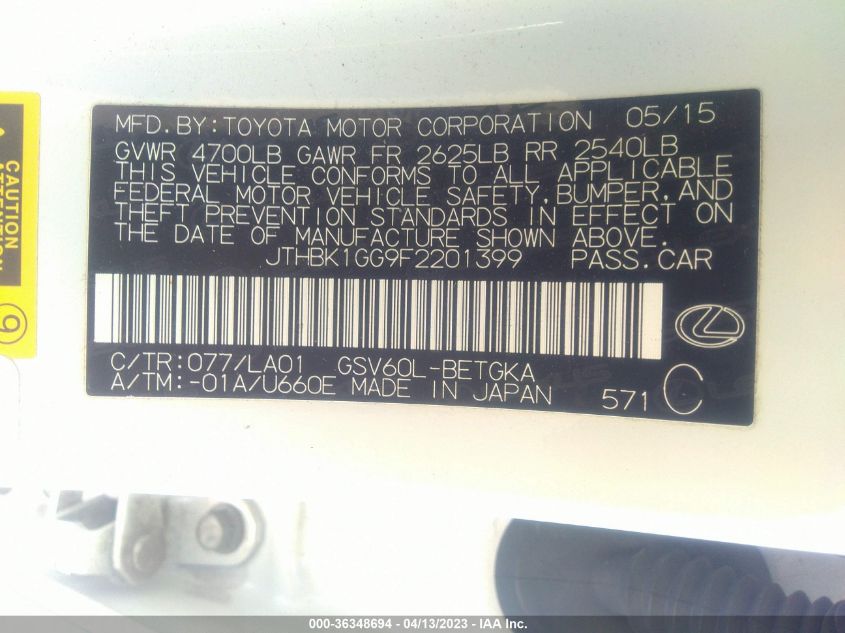 MFD.BY:TOYOTA MOTOR CORPORATION 05/15
GVWR 4700LB GAWR FR 2625LB RR 2540LB
THIS VEHICLE CONFORMS TO ALL APPLICABLE
FEDERAL MOTOR VEHICLE SAFETY,BUMPER,AND
THEFT PREVENTION STANDARDS IN EFFECT ON
THE DATE OF MANUFACTURE SHOWN ABOVE.
JTHBK1GG9F2201399 PASS.CAR
C/TR:077/LA01 GSV60L-BETGKA
A/TM:-01A/U660E MADE IN JAPAN
571 C
CAUTION
ATTENTION
9
000-36348694 - 04/13/2023 - IAA Inc.